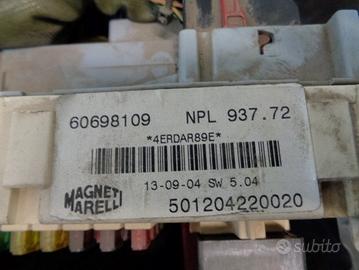 60698109 NPL 937.72
*4ERDAR89E*
13-09-04 SW 5.04
MAGNETI
MARELLI
501204220020
subito